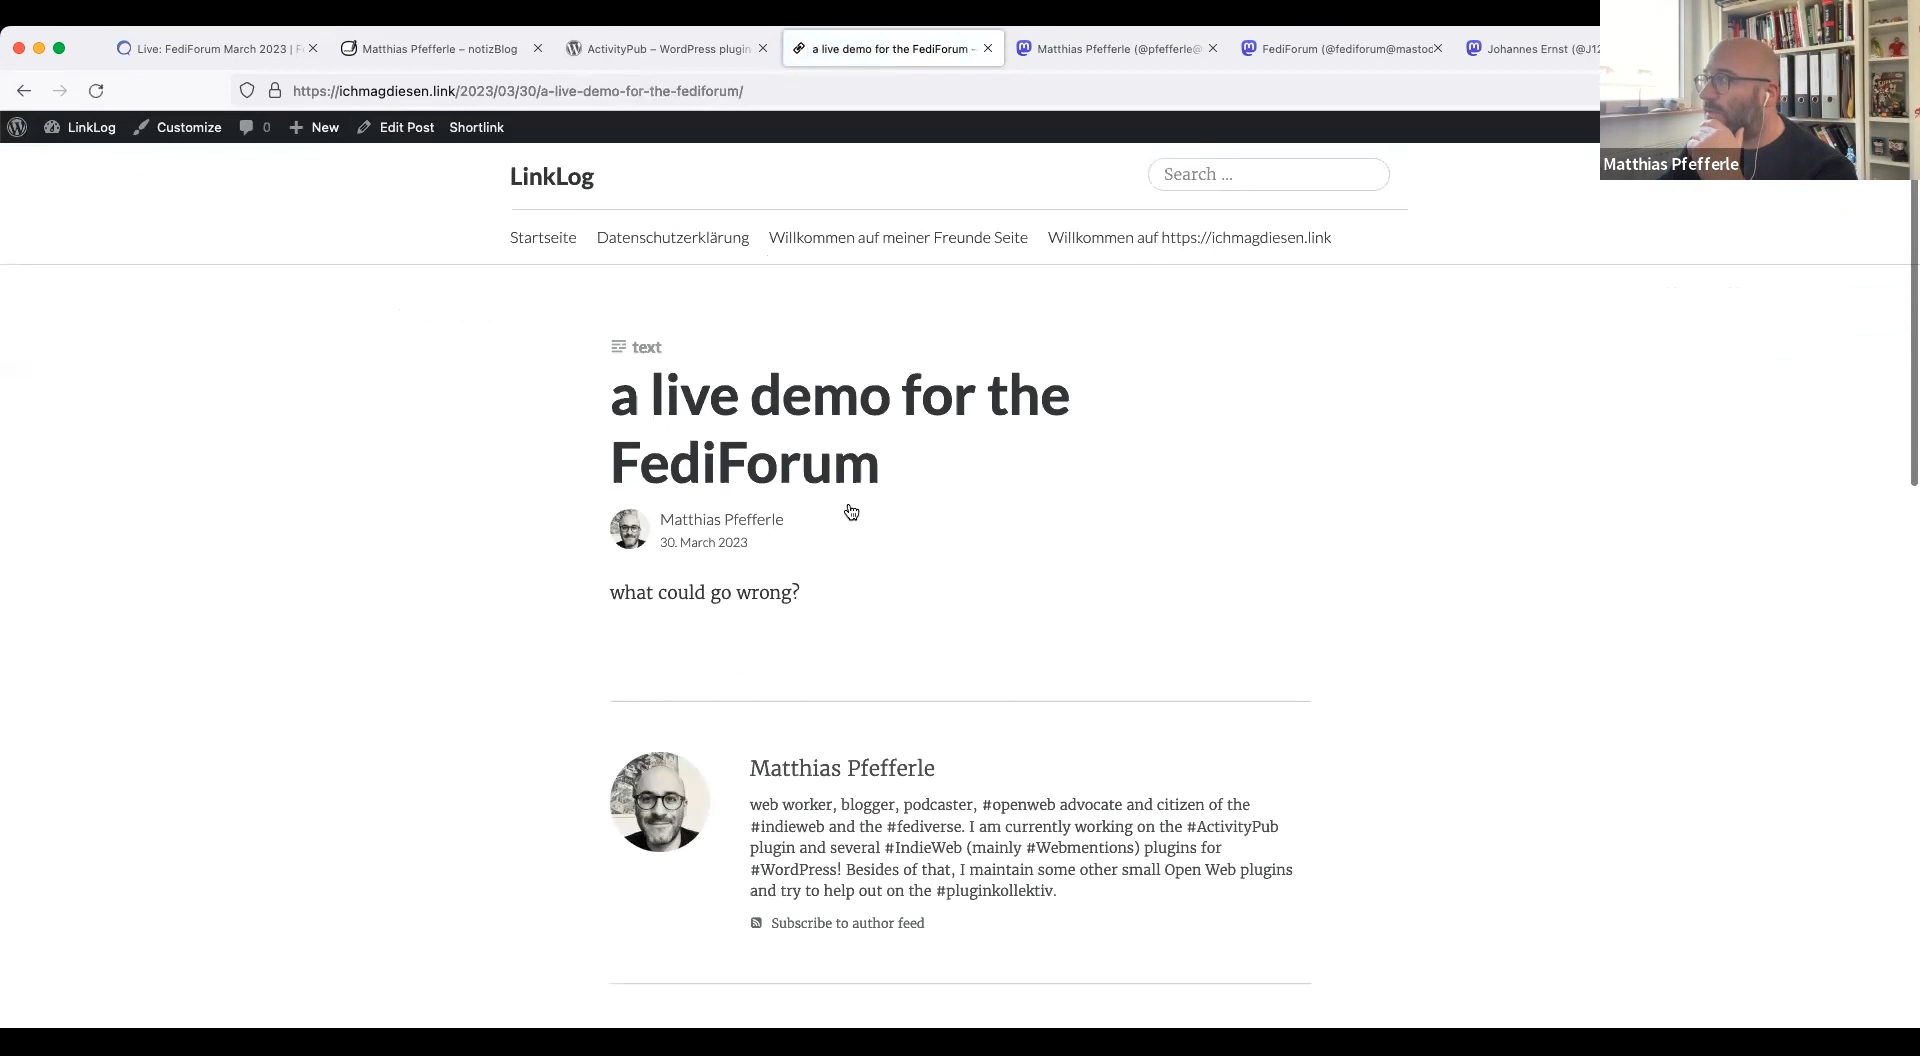 Live: FediForum March 2023 | F
Matthias Pfefferle – notizBlog
ActivityPub – WordPress plugin
a live demo for the FediForum –
Matthias Pfefferle (@pfefferle@
FediForum (@fediforum@mastoc
Johannes Ernst (@J12
https://ichmagdiesen.link/2023/03/30/a-live-demo-for-the-fediforum/
LinkLog
Customize
0
New
Edit Post
Shortlink
Matthias Pfefferle
LinkLog
Search ...
Startseite
Datenschutzerklärung
Willkommen auf meiner Freunde Seite
Willkommen auf https://ichmagdiesen.link
text
a live demo for the
FediForum
Matthias Pfefferle
30. March 2023
what could go wrong?
Matthias Pfefferle
web worker, blogger, podcaster, #openweb advocate and citizen of the
#indieweb and the #fediverse. I am currently working on the #ActivityPub
plugin and several #IndieWeb (mainly #Webmentions) plugins for
#WordPress! Besides of that, I maintain some other small Open Web plugins
and try to help out on the #pluginkollektiv.
Subscribe to author feed